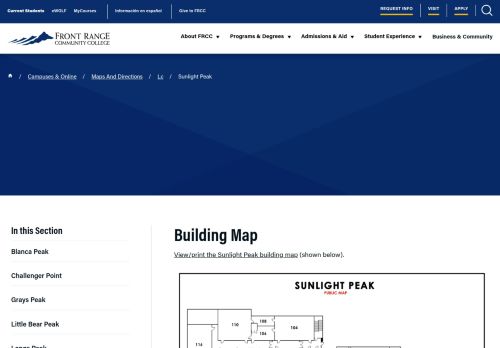 Current Students eWOLF MyCourses Información en español Give to FRCC REQUEST INFO VISIT APPLY
FRONT RANGE
COMMUNITY COLLEGE
About FRCC Programs & Degrees Admissions & Aid Student Experience Business & Community
/ Campuses & Online / Maps And Directions / Lc / Sunlight Peak
In this Section
Blanca Peak
Challenger Point
Grays Peak
Little Bear Peak
Longs Peak
Building Map
View/print the Sunlight Peak building map (shown below).
SUNLIGHT PEAK
PUBLIC MAP
110 108 106 104
116